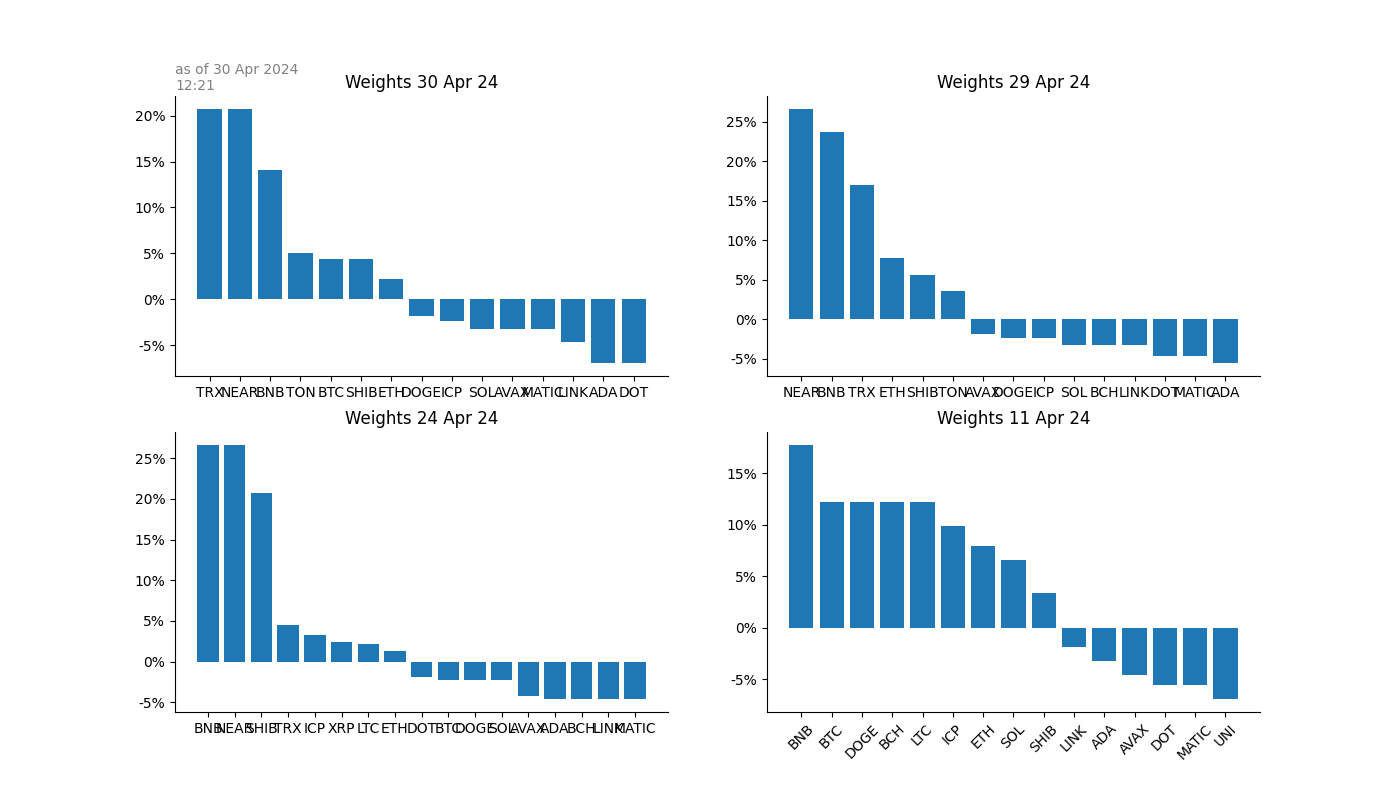 as of 30 Apr 2024
12:21
Weights 30 Apr 24
20%
15%
10%
5%
0%
-5%
TRX NEAR BNB TON BTC SHIB ETH DOGE ICP SOL AVAX MATIC LINK ADA DOT
Weights 29 Apr 24
25%
20%
15%
10%
5%
0%
-5%
NEAR BNB TRX ETH SHIB TON AVAX DOGE ICP SOL BCH LINK DOT MATIC ADA
Weights 24 Apr 24
25%
20%
15%
10%
5%
0%
-5%
BNB NEAR SHIB TRX ICP XRP LTC ETH DOT BTC DOGE SOL AVAX ADA BCH LINK MATIC
Weights 11 Apr 24
15%
10%
5%
0%
-5%
BNB BTC DOGE BCH LTC ICP ETH SOL SHIB LINK ADA AVAX DOT MATIC UNI